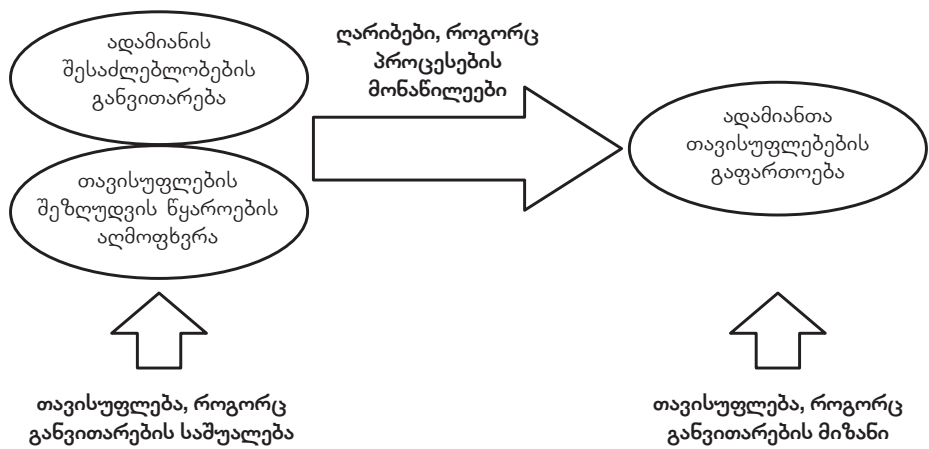 ადამიანის
შესაძლებლობების
განვითარება
თავისუფლების
შეზღუდვის წყაროების
აღმოფხვრა
ღარიბები, როგორც
პროცესების
მონაწილეები
ადამიანთა
თავისუფლებების
გაფართოება
თავისუფლება, როგორც
განვითარების საშუალება
თავისუფლება, როგორც
განვითარების მიზანი